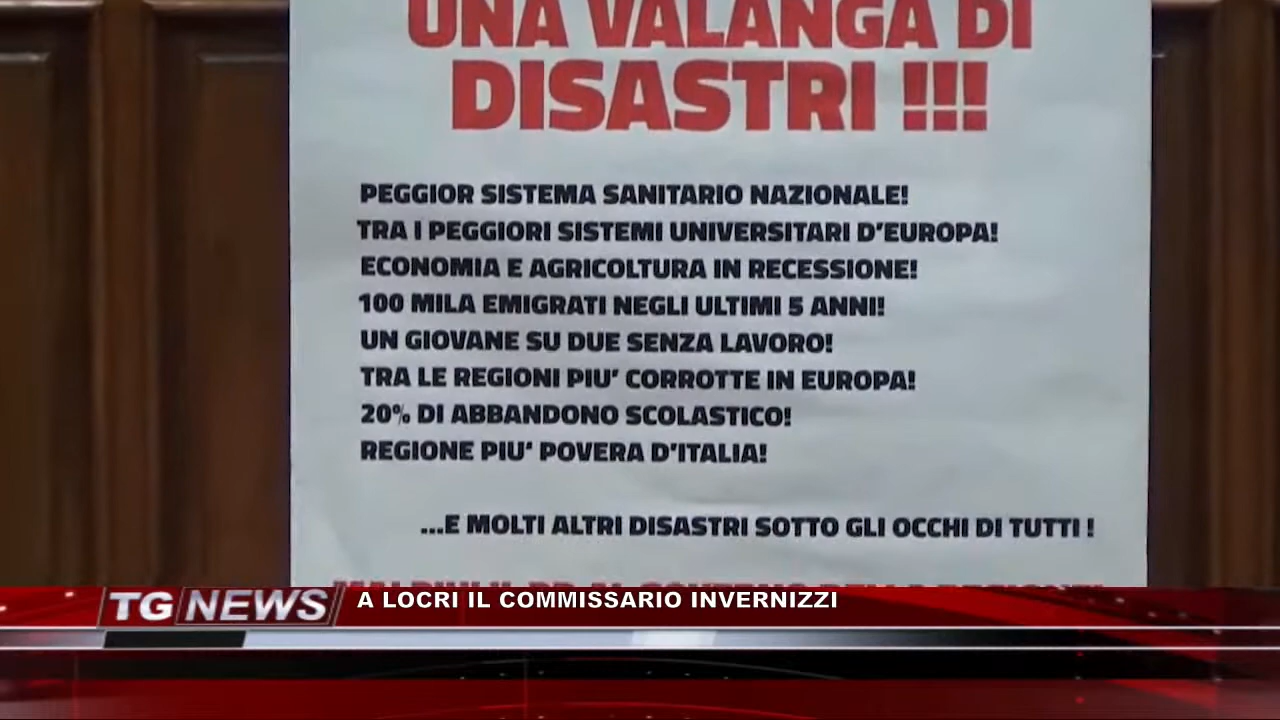 UNA VALANGA DI
DISASTRI !!!
PEGGIOR SISTEMA SANITARIO NAZIONALE!
TRA I PEGGIORI SISTEMI UNIVERSITARI D'EUROPA!
ECONOMIA E AGRICOLTURA IN RECESSIONE!
100 MILA EMIGRATI NEGLI ULTIMI 5 ANNI!
UN GIOVANE SU DUE SENZA LAVORO!
TRA LE REGIONI PIU' CORROTTE IN EUROPA!
20% DI ABBANDONO SCOLASTICO!
REGIONE PIU' POVERA D'ITALIA!
...E MOLTI ALTRI DISASTRI SOTTO GLI OCCHI DI TUTTI !
TG NEWS
A LOCRI IL COMMISSARIO INVERNIZZI